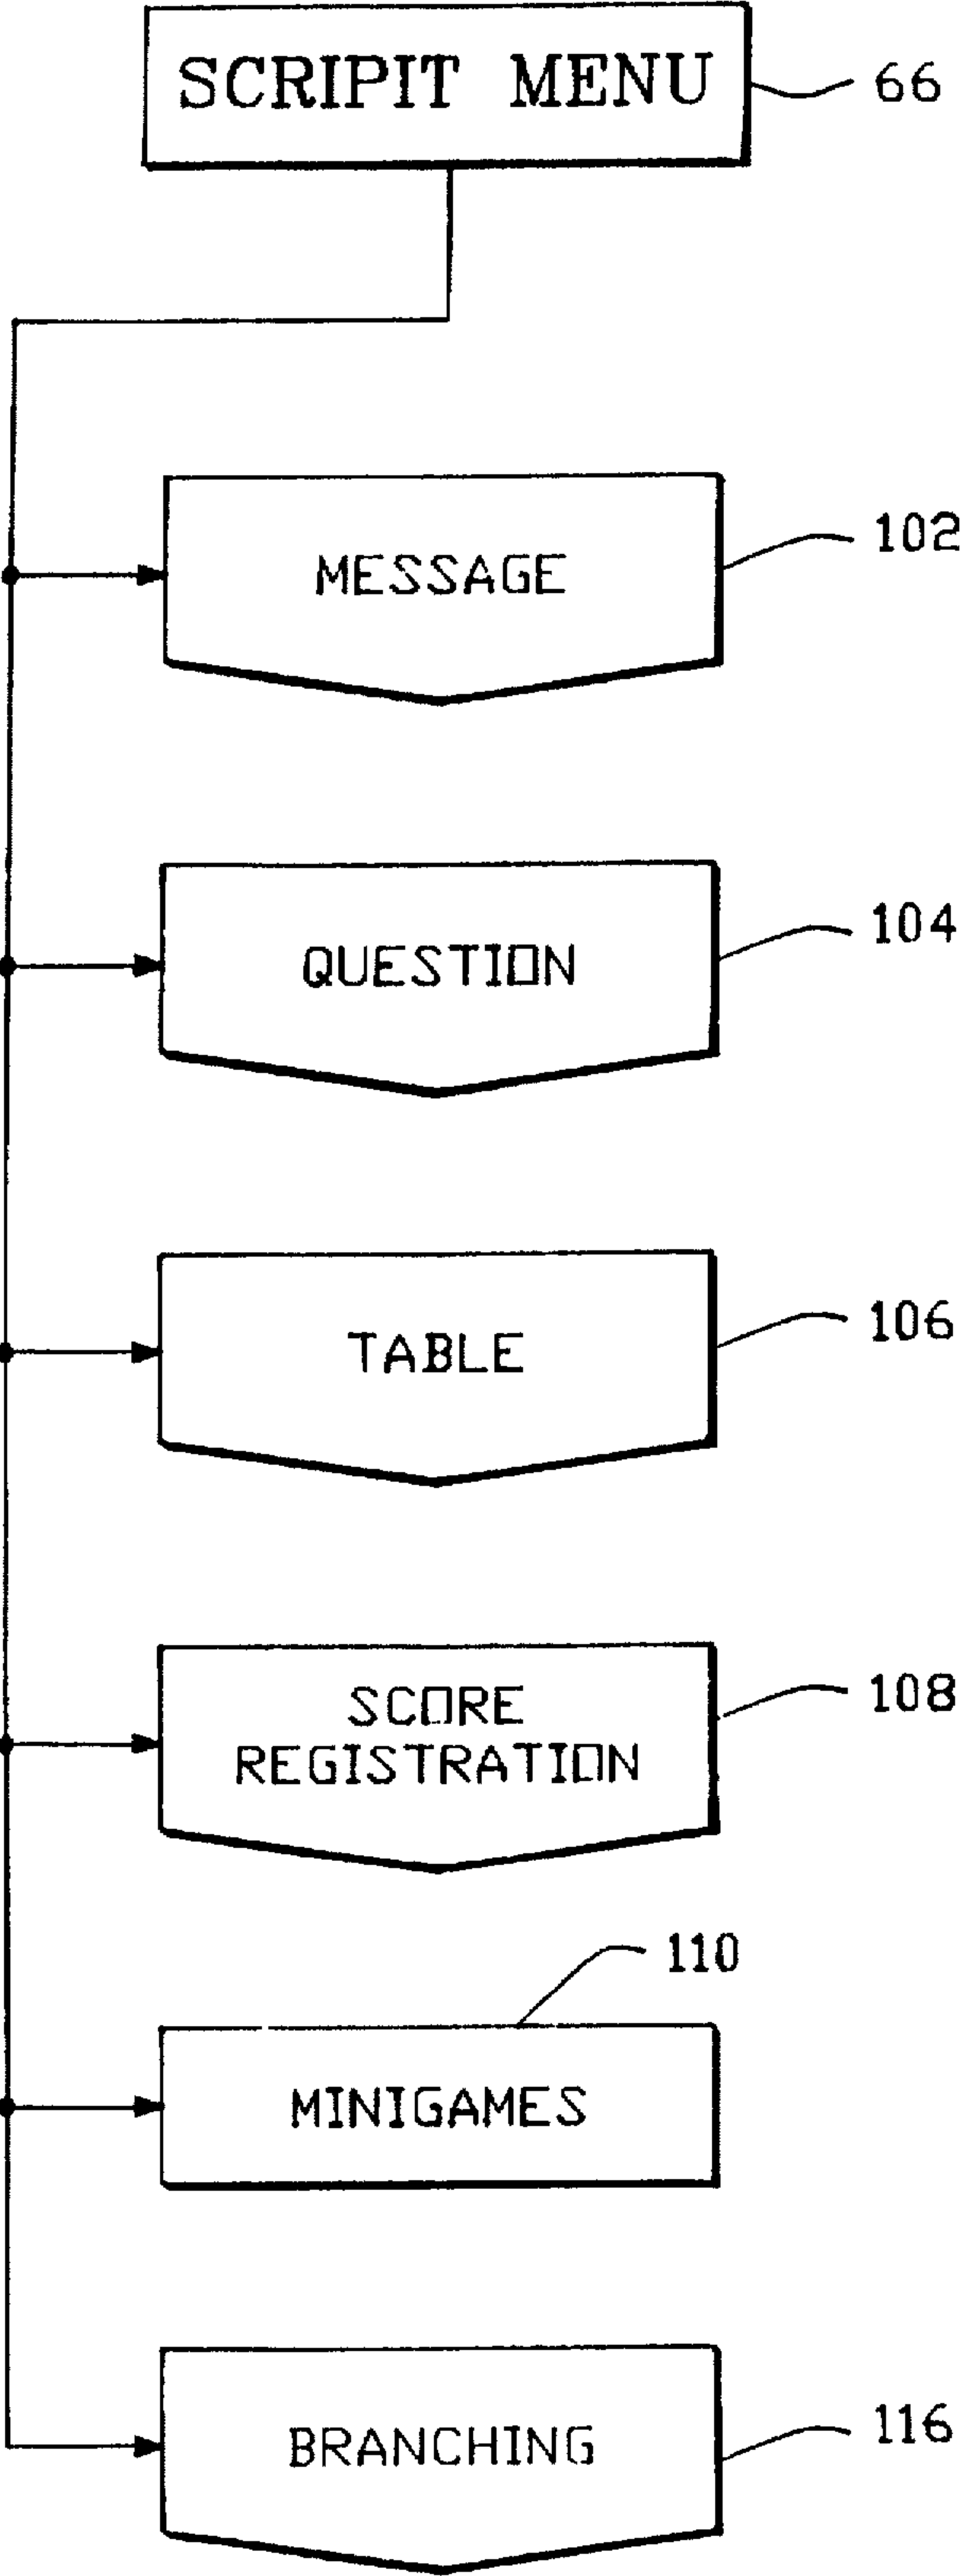 SCRIPIT MENU 66
MESSAGE 102
QUESTION 104
TABLE 106
SCORE 108
REGISTRATION
110
MINIGAMES
BRANCHING 116